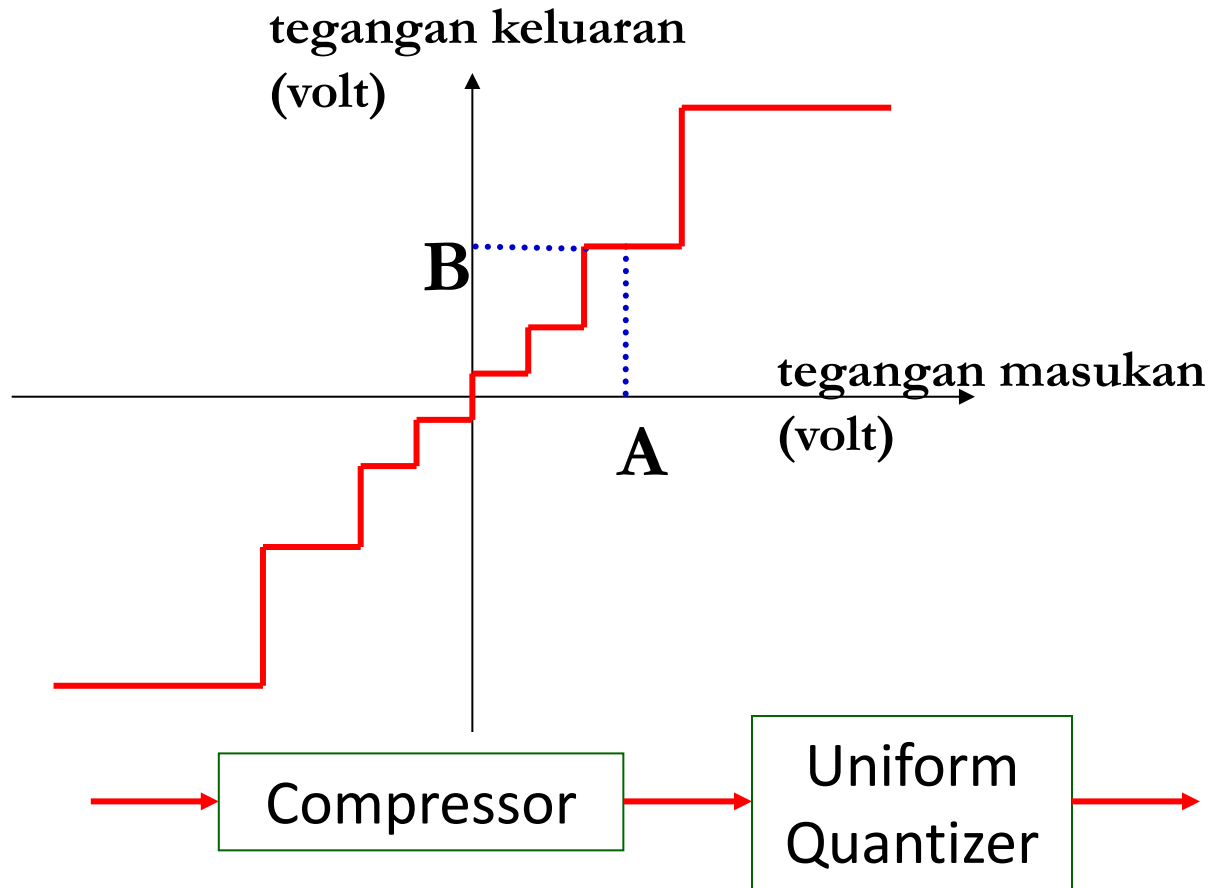 tegangan keluaran
(volt)
B
tegangan masukan
(volt)
A
Compressor
Uniform
Quantizer